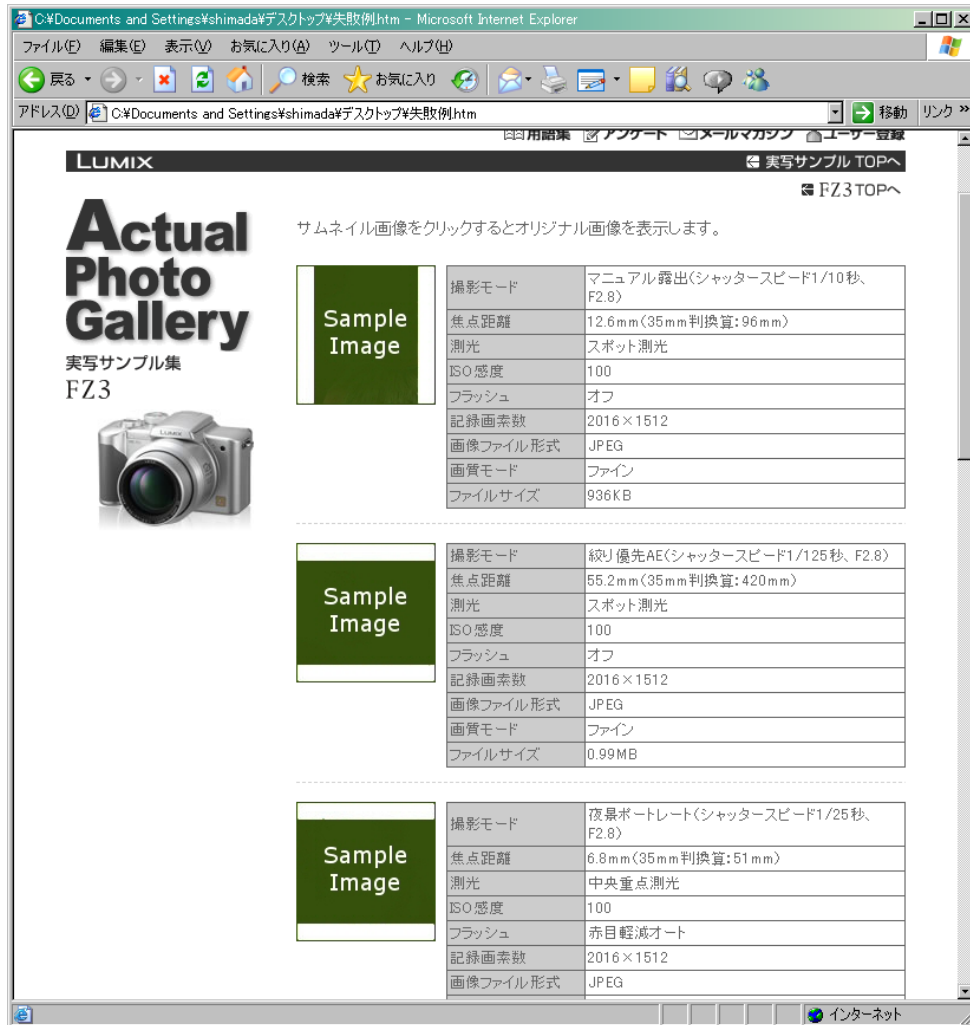 C:¥Documents and Settings¥shimada¥デスクトップ¥失敗例.htm - Microsoft Internet Explorer
ファイル(F) 編集(E) 表示(V) お気に入り(A) ツール(T) ヘルプ(H)
戻る 検索 お気に入り
アドレス(D) C:¥Documents and Settings¥shimada¥デスクトップ¥失敗例.htm 移動 リンク »
用語集 アンケート メールマガジン ユーザー登録
LUMIX 実写サンプル TOPへ
FZ3 TOPへ
Actual
Photo
Gallery
実写サンプル集
FZ3
LUMIX
サムネイル画像をクリックするとオリジナル画像を表示します。
Sample
Image
撮影モード マニュアル露出(シャッタースピード1/10秒、
F2.8)
焦点距離 12.6mm(35mm判換算:96mm)
測光 スポット測光
ISO感度 100
フラッシュ オフ
記録画素数 2016×1512
画像ファイル形式 JPEG
画質モード ファイン
ファイルサイズ 936KB
Sample
Image
撮影モード 絞り優先AE(シャッタースピード1/125秒、F2.8)
焦点距離 55.2mm(35mm判換算:420mm)
測光 スポット測光
ISO感度 100
フラッシュ オフ
記録画素数 2016×1512
画像ファイル形式 JPEG
画質モード ファイン
ファイルサイズ 0.99MB
Sample
Image
撮影モード 夜景ポートレート(シャッタースピード1/25秒、
F2.8)
焦点距離 6.8mm(35mm判換算:51mm)
測光 中央重点測光
ISO感度 100
フラッシュ 赤目軽減オート
記録画素数 2016×1512
画像ファイル形式 JPEG
インターネット